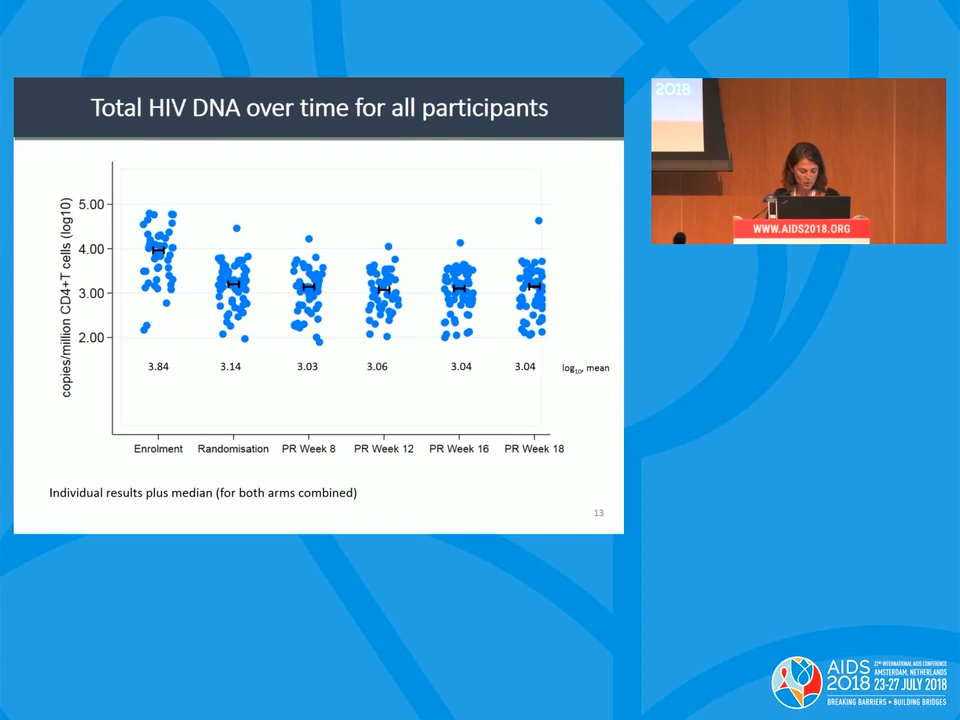 Total HIV DNA over time for all participants
2018
WWW.AIDS2018.ORG
copies/million CD4+T cells (log10)
5.00
4.00
3.00
2.00
3.84 3.14 3.03 3.06 3.04 3.04 log10, mean
Enrolment Randomisation PR Week 8 PR Week 12 PR Week 16 PR Week 18
Individual results plus median (for both arms combined)
13
AIDS 2018
22ND INTERNATIONAL AIDS CONFERENCE
AMSTERDAM, NETHERLANDS
23-27 JULY 2018
BREAKING BARRIERS • BUILDING BRIDGES